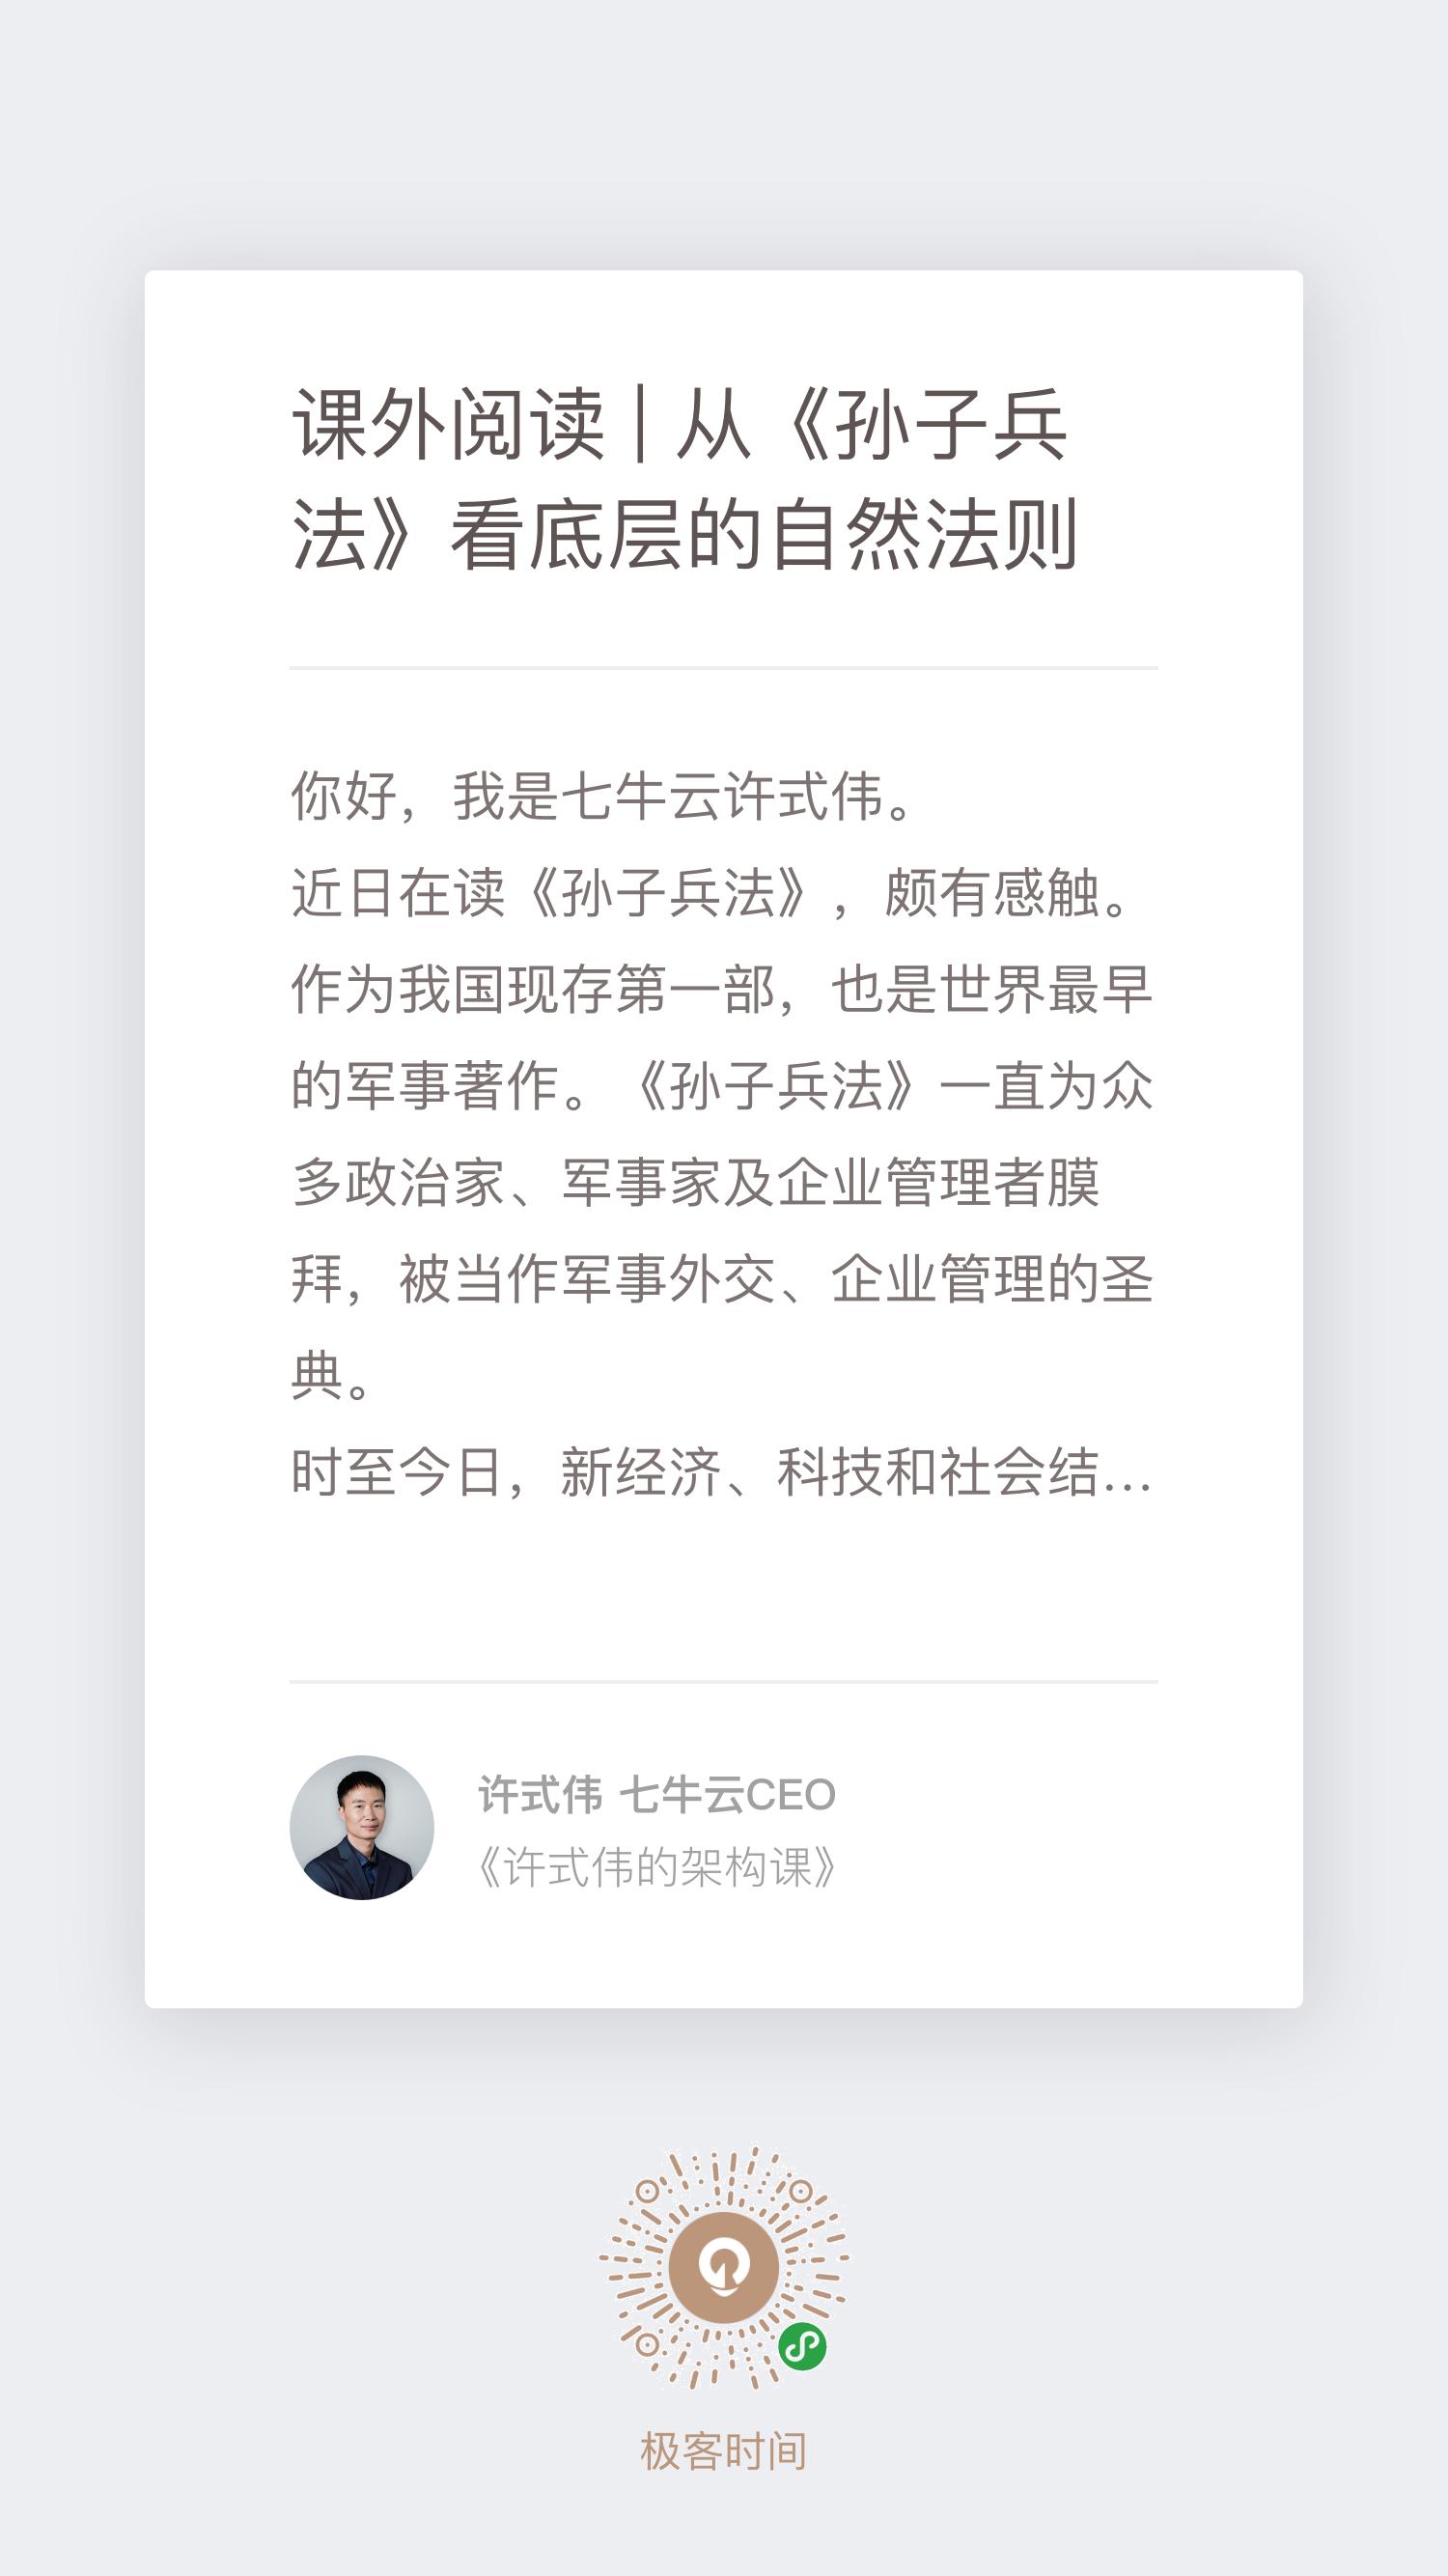 课外阅读 | 从《孙子兵
法》看底层的自然法则
你好，我是七牛云许式伟。
近日在读《孙子兵法》，颇有感触。
作为我国现存第一部，也是世界最早
的军事著作。《孙子兵法》一直为众
多政治家、军事家及企业管理者膜
拜，被当作军事外交、企业管理的圣
典。
时至今日，新经济、科技和社会结...
许式伟 七牛云CEO
《许式伟的架构课》
极客时间